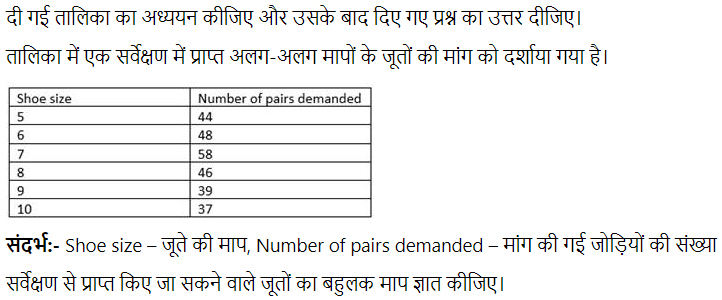 दी गई तालिका का अध्ययन कीजिए और उसके बाद दिए गए प्रश्न का उत्तर दीजिए।
तालिका में एक सर्वेक्षण में प्राप्त अलग-अलग मापों के जूतों की मांग को दर्शाया गया है।
Shoe size Number of pairs demanded
5 44
6 48
7 58
8 46
9 39
10 37
संदर्भ:- Shoe size – जूते की माप, Number of pairs demanded – मांग की गई जोड़ियों की संख्या
सर्वेक्षण से प्राप्त किए जा सकने वाले जूतों का बहुलक माप ज्ञात कीजिए।